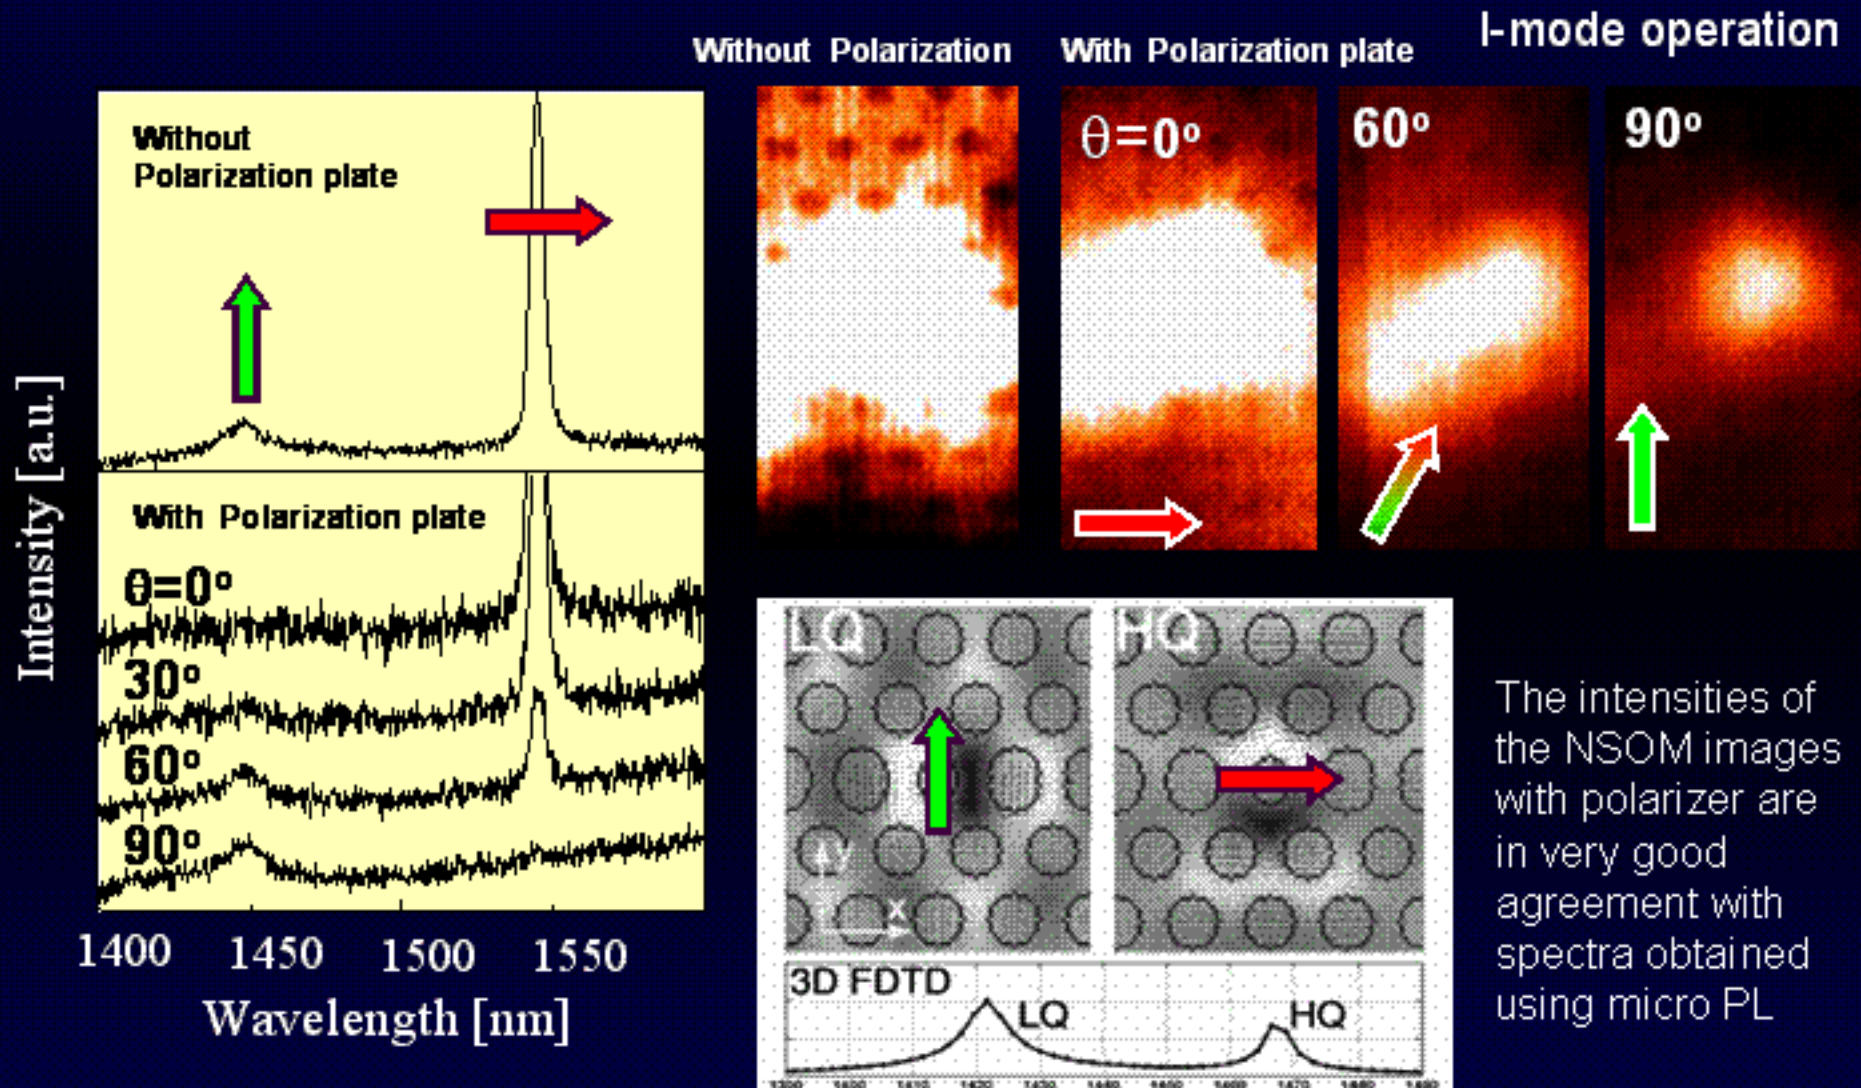 I-mode operation
Without Polarization
With Polarization plate
θ=0°
60°
90°
Without
Polarization plate
With Polarization plate
θ=0°
30°
60°
90°
Intensity [a.u.]
1400 1450 1500 1550
Wavelength [nm]
LQ
HQ
y
x
3D FDTD
LQ
HQ
The intensities of
the NSOM images
with polarizer are
in very good
agreement with
spectra obtained
using micro PL